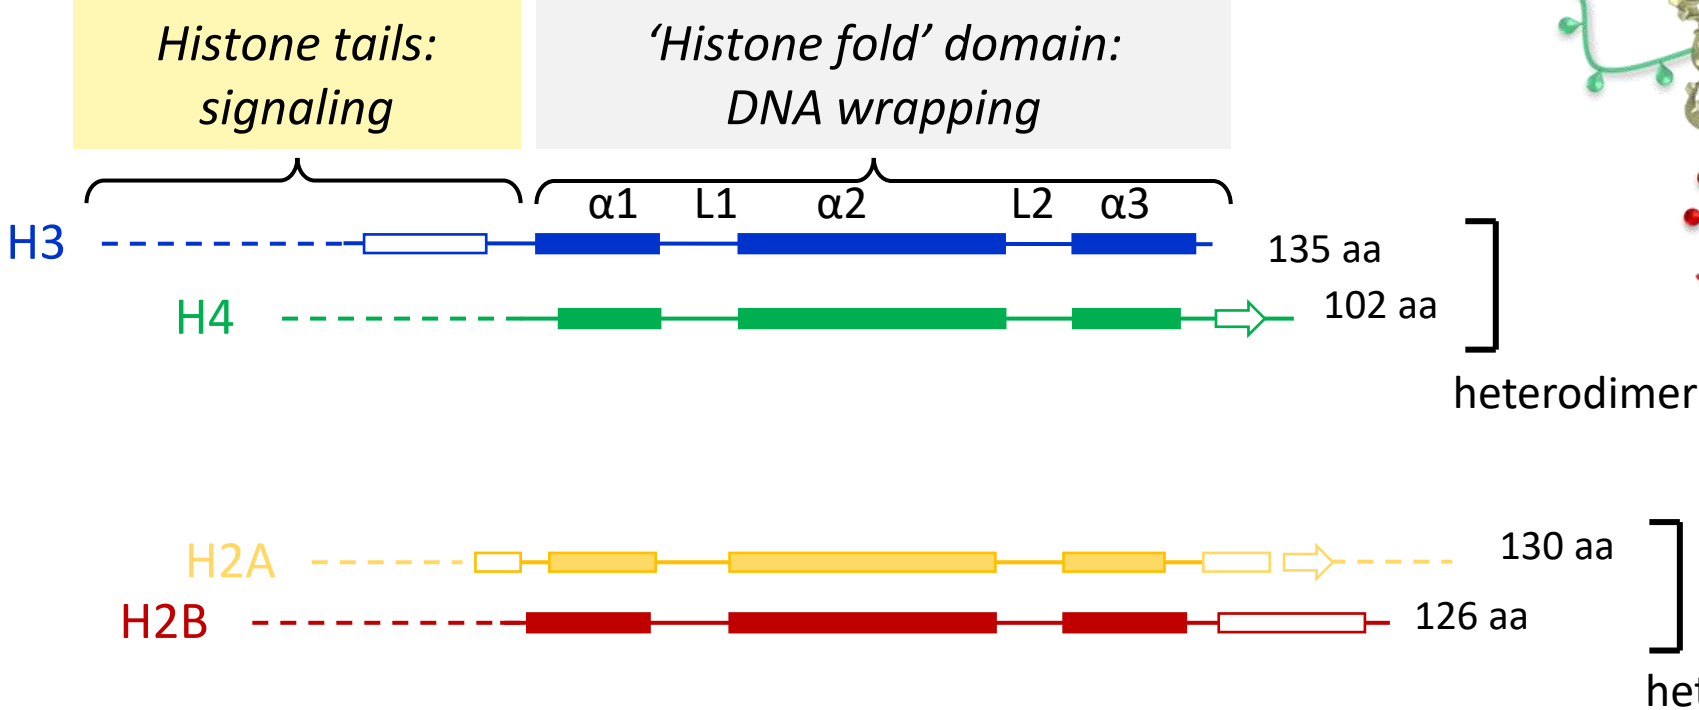 Histone tails:
signaling
‘Histone fold’ domain:
DNA wrapping
α1 L1 α2 L2 α3
H3 135 aa
H4 102 aa
heterodimer
H2A 130 aa
H2B 126 aa
het